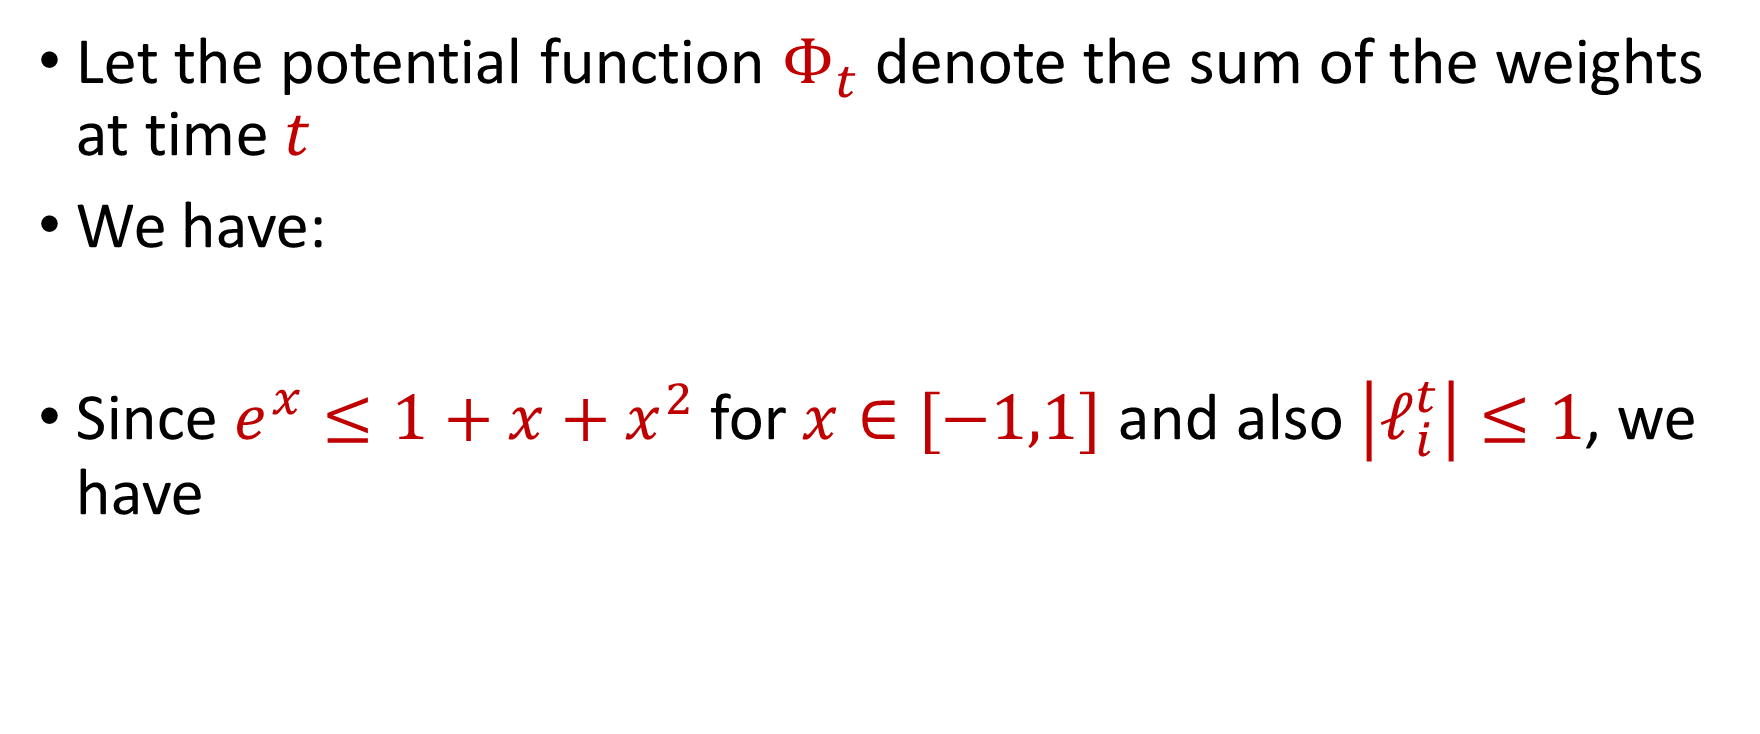 • Let the potential function Φ_t denote the sum of the weights
at time t
• We have:
• Since e^x ≤ 1 + x + x^2 for x ∈ [−1,1] and also |ℓ_i^t| ≤ 1, we
have